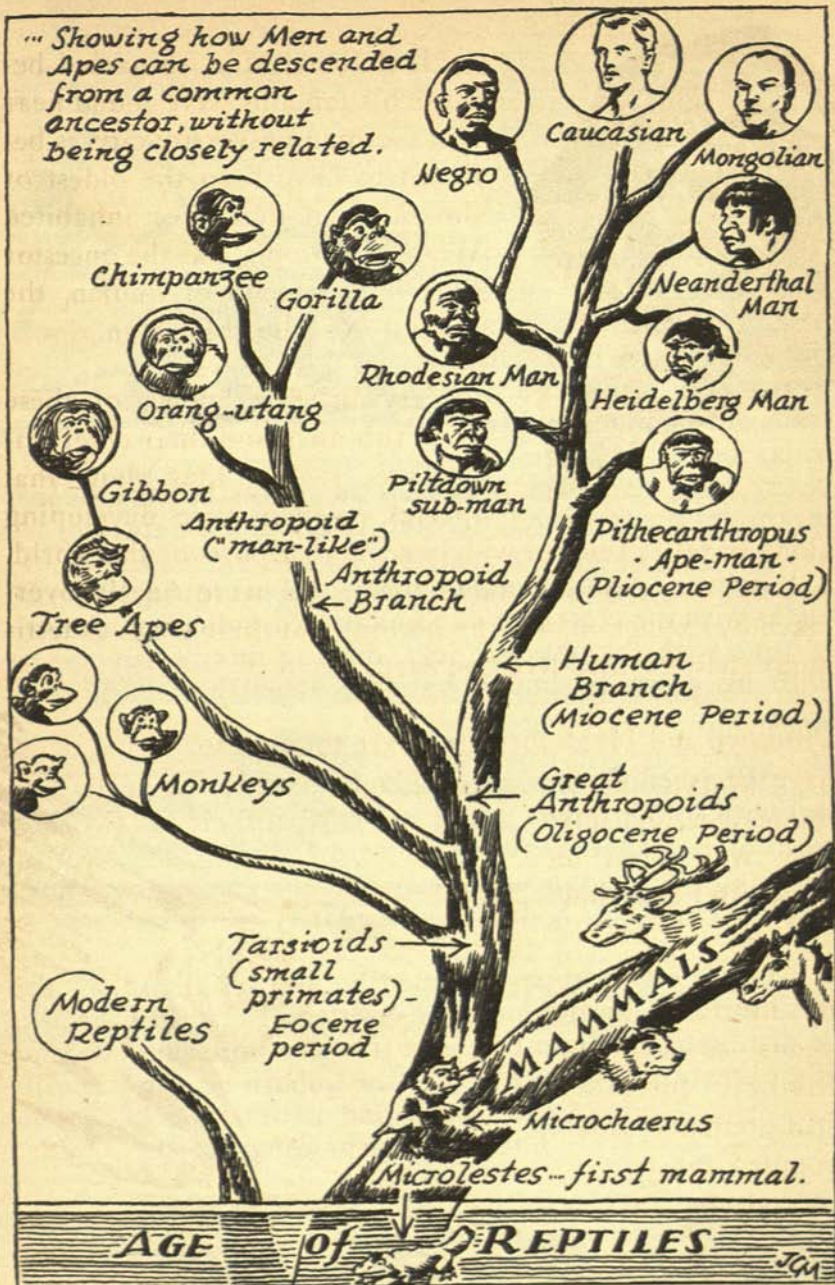 ... Showing how Men and
Apes can be descended
from a common
ancestor, without
being closely related.
Negro
Caucasian
Mongolian
Chimpanzee
Gorilla
Neanderthal
Man
Orang-utang
Rhodesian Man
Heidelberg Man
Gibbon
Piltdown
sub-man
Anthropoid
("man-like")
Pithecanthropus
· Ape-man ·
(Pliocene Period)
Anthropoid
Branch
Tree Apes
Human
Branch
(Miocene Period)
Monkeys
Great
Anthropoids
(Oligocene Period)
Tarsioids
(small
primates)-
Eocene
period
MAMMALS
Modern
Reptiles
Microchaerus
Microlestes--first mammal.
AGE of REPTILES
JCM